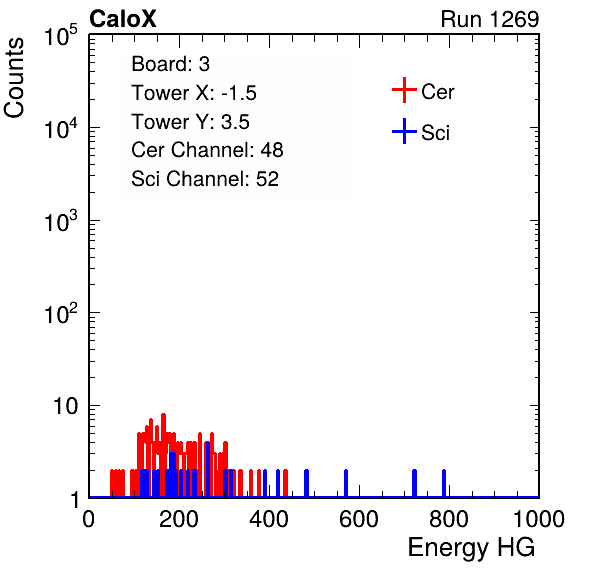 CaloX Run 1269
Counts
Board: 3
Tower X: -1.5
Tower Y: 3.5
Cer Channel: 48
Sci Channel: 52
Cer
Sci
10^5
10^4
10^3
10^2
10
1
0 200 400 600 800 1000
Energy HG